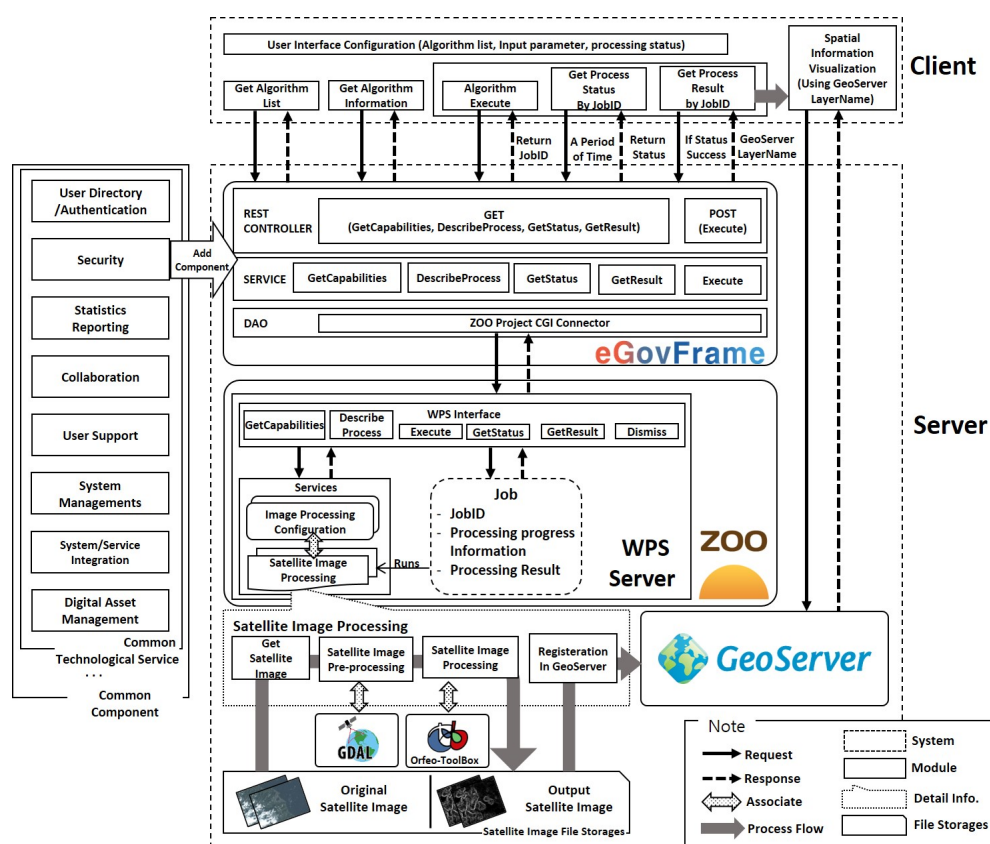 User Interface Configuration (Algorithm list, Input parameter, processing status)
Spatial
Information
Visualization
(Using GeoServer
LayerName)
Client
Get Algorithm
List
Get Algorithm
Information
Algorithm
Execute
Get Process
Status
By JobID
Get Process
Result
by JobID
Return
JobID
A Period
of Time
Return
Status
If Status
Success
GeoServer
LayerName
User Directory
/Authentication
Security
Statistics
Reporting
Collaboration
User Support
System
Managements
System/Service
Integration
Digital Asset
Management
Common
Technological Service
...
Common
Component
Add
Component
REST
CONTROLLER
GET
(GetCapabilities, DescribeProcess, GetStatus, GetResult)
POST
(Execute)
SERVICE
GetCapabilities
DescribeProcess
GetStatus
GetResult
Execute
DAO
ZOO Project CGI Connector
eGovFrame
Server
WPS Interface
GetCapabilities
Describe
Process
Execute
GetStatus
GetResult
Dismiss
Services
Image Processing
Configuration
Satellite Image
Processing
Runs
Job
- JobID
- Processing progress
Information
- Processing Result
WPS
Server
ZOO
Satellite Image Processing
Get
Satellite
Image
Satellite Image
Pre-processing
Satellite Image
Processing
Registeration
In GeoServer
GeoServer
GDAL
Orfeo-ToolBox
Original
Satellite Image
Output
Satellite Image
Satellite Image File Storages
Note
Request
Response
Associate
Process Flow
System
Module
Detail Info.
File Storages